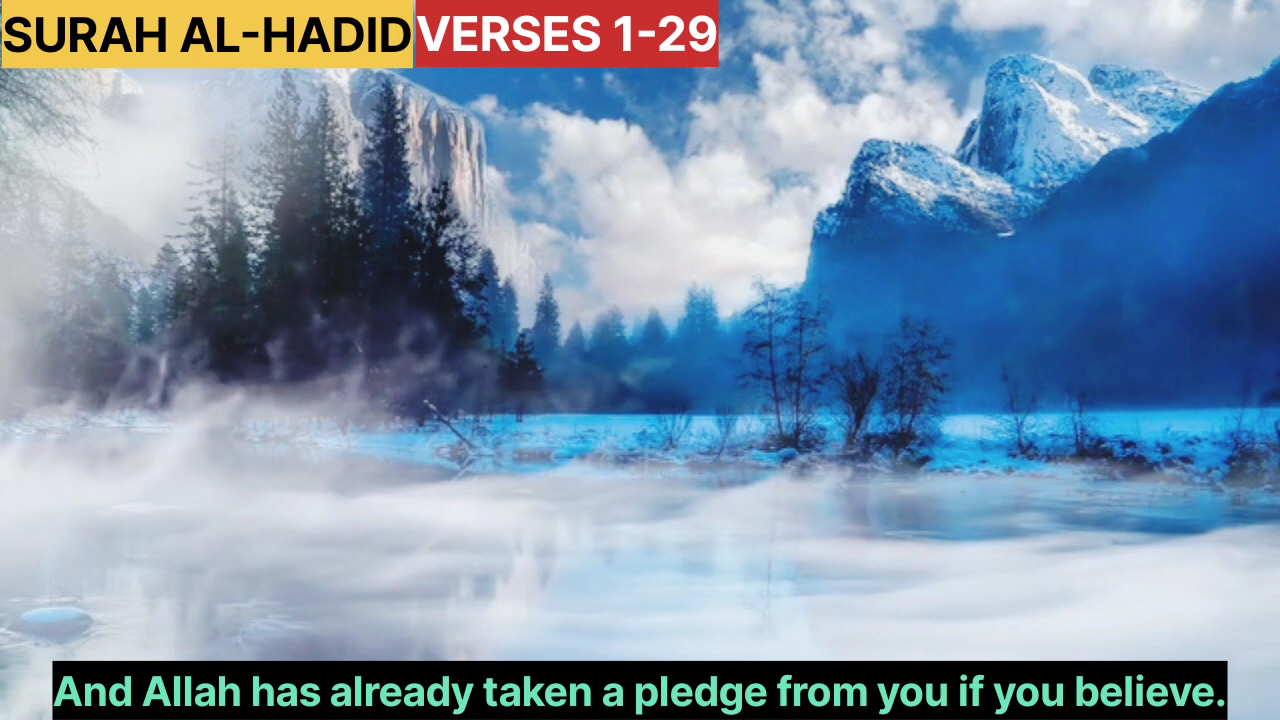 SURAH AL-HADID VERSES 1-29
And Allah has already taken a pledge from you if you believe.